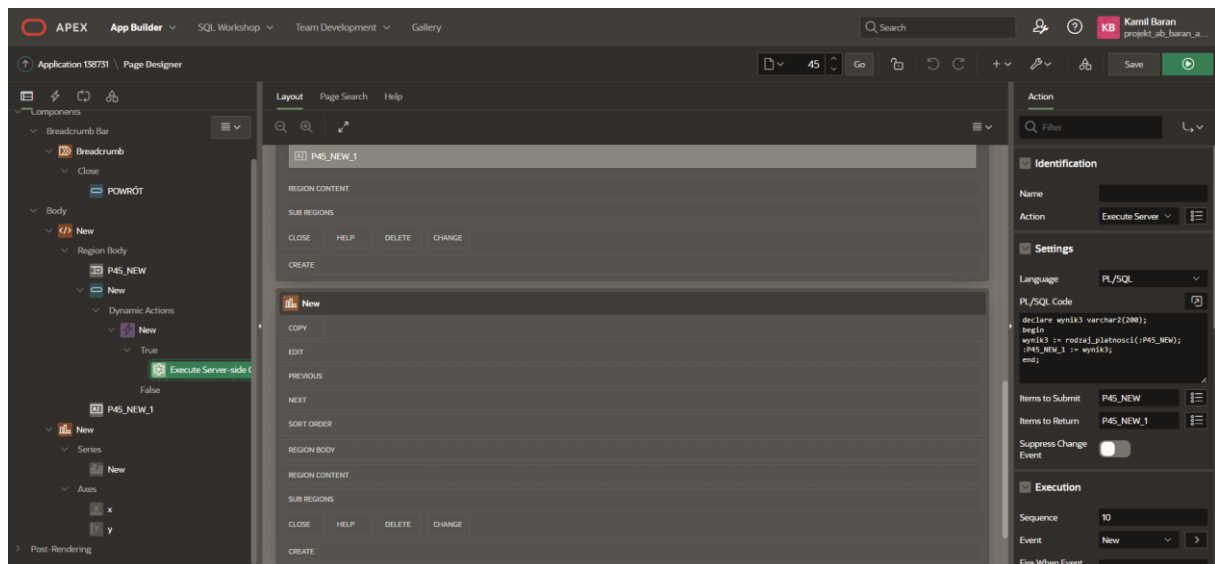 APEX App Builder SQL Workshop Team Development Gallery Search Kamil Baran
KB projekt_ab_baran_a...
Application 138731 \ Page Designer 45 Go Save
Layout Page Search Help Action
Components
Breadcrumb Bar
Breadcrumb
Close
POWRÓT
Body
New
Region Body
P45_NEW
New
Dynamic Actions
New
True
Execute Server-side
False
P45_NEW_1
New
Series
New
Axes
x
y
Post-Rendering
P45_NEW_1
REGION CONTENT
SUB REGIONS
CLOSE HELP DELETE CHANGE
CREATE
New
COPY
EDIT
PREVIOUS
NEXT
SORT ORDER
REGION BODY
REGION CONTENT
SUB REGIONS
CLOSE HELP DELETE CHANGE
CREATE
Filter
Identification
Name
Action Execute Server
Settings
Language PL/SQL
PL/SQL Code
declare wynik3 varchar2(200);
begin
wynik3 := rodzaj_platnosci(:P45_NEW);
:P45_NEW_1 := wynik3;
end;
Items to Submit P45_NEW
Items to Return P45_NEW_1
Suppress Change
Event
Execution
Sequence 10
Event New
Fire When Event